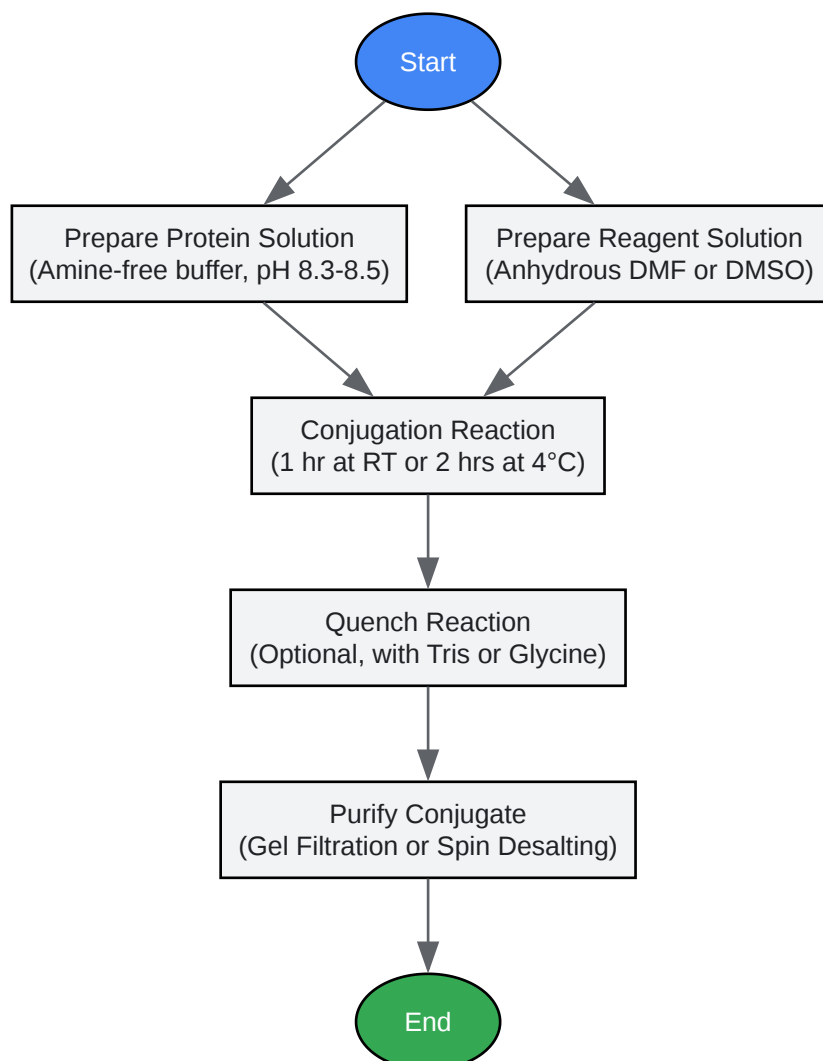 Start
Prepare Protein Solution
(Amine-free buffer, pH 8.3-8.5)
Prepare Reagent Solution
(Anhydrous DMF or DMSO)
Conjugation Reaction
(1 hr at RT or 2 hrs at 4°C)
Quench Reaction
(Optional, with Tris or Glycine)
Purify Conjugate
(Gel Filtration or Spin Desalting)
End